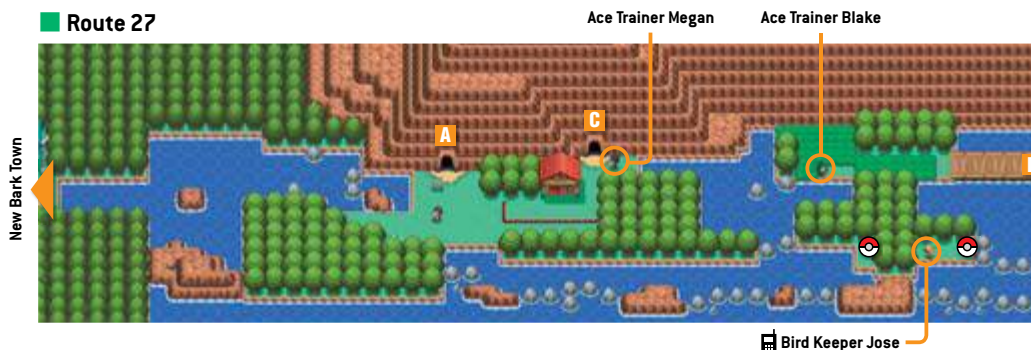 Route 27
Ace Trainer Megan
Ace Trainer Blake
A
C
New Bark Town
Bird Keeper Jose